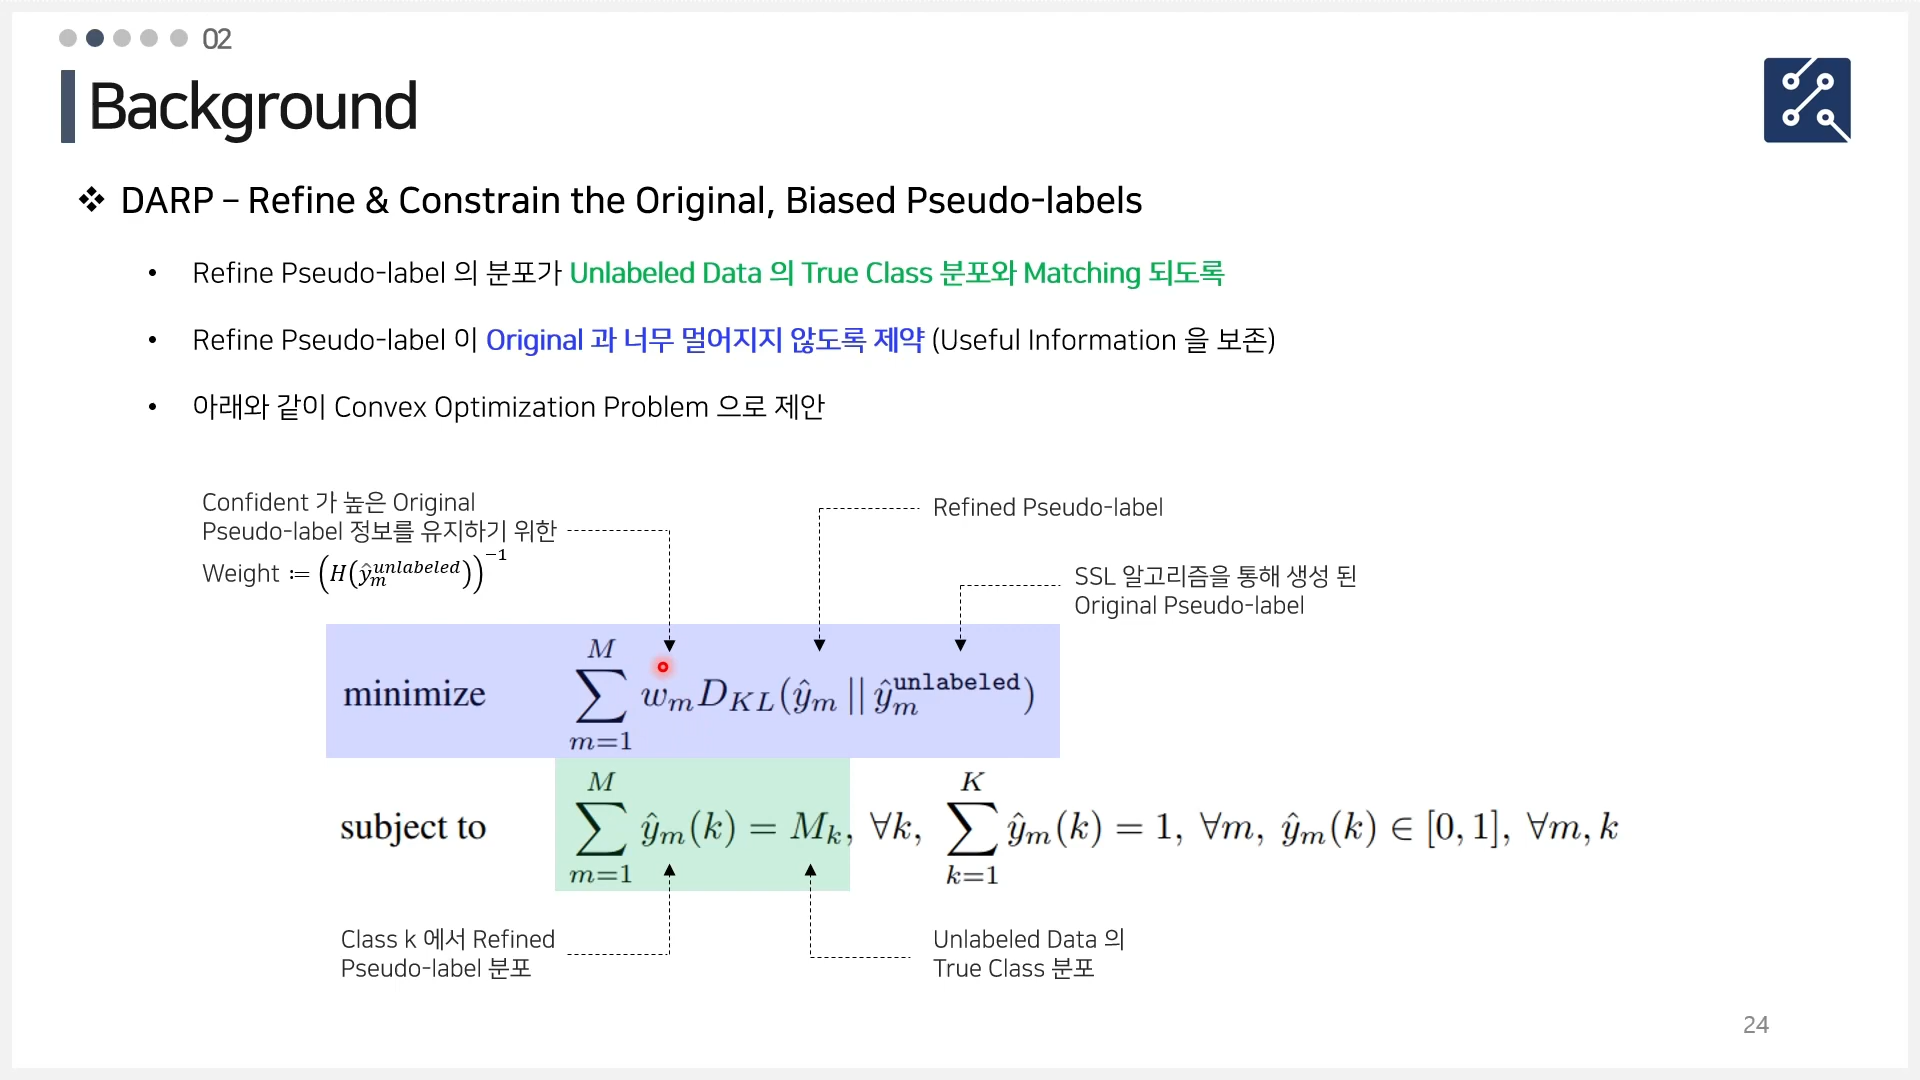 02
Background
❖ DARP – Refine & Constrain the Original, Biased Pseudo-labels
• Refine Pseudo-label 의 분포가 Unlabeled Data 의 True Class 분포와 Matching 되도록
• Refine Pseudo-label 이 Original 과 너무 멀어지지 않도록 제약 (Useful Information 을 보존)
• 아래와 같이 Convex Optimization Problem 으로 제안
Confident 가 높은 Original
Pseudo-label 정보를 유지하기 위한
Weight ≔ (H(ŷ_m^{unlabeled}))^{-1}
Refined Pseudo-label
SSL 알고리즘을 통해 생성 된
Original Pseudo-label
minimize \sum_{m=1}^{M} w_m D_{KL}(ŷ_m || ŷ_m^{unlabeled})
subject to \sum_{m=1}^{M} ŷ_m(k) = M_k, ∀k, \sum_{k=1}^{K} ŷ_m(k) = 1, ∀m, ŷ_m(k) ∈ [0, 1], ∀m, k
Class k 에서 Refined
Pseudo-label 분포
Unlabeled Data 의
True Class 분포
24